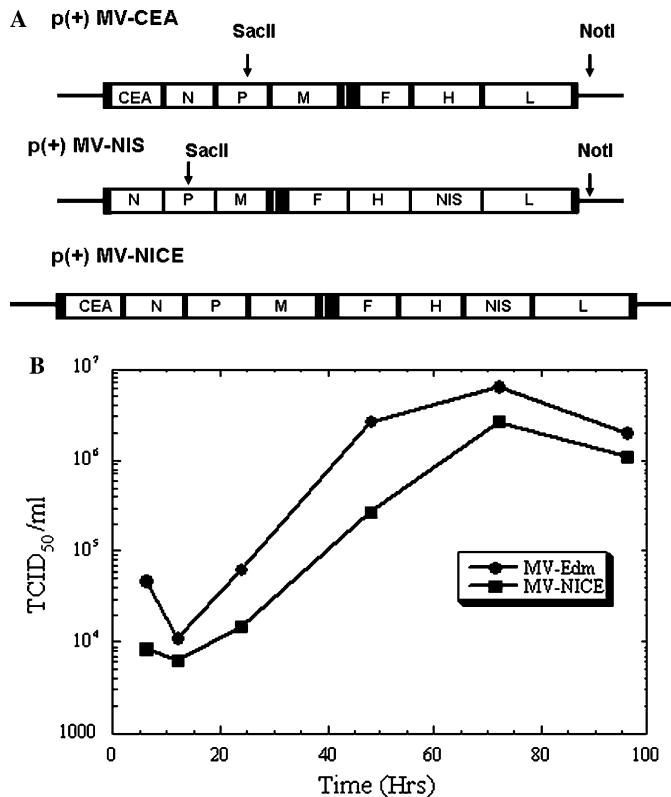 A
p(+) MV-CEA
SacII NotI
CEA N P M F H L
p(+) MV-NIS
SacII NotI
N P M F H NIS L
p(+) MV-NICE
CEA N P M F H NIS L
B
10⁷
10⁶
10⁵
10⁴
1000
TCID₅₀/ml
MV-Edm
MV-NICE
0 20 40 60 80 100
Time (Hrs)